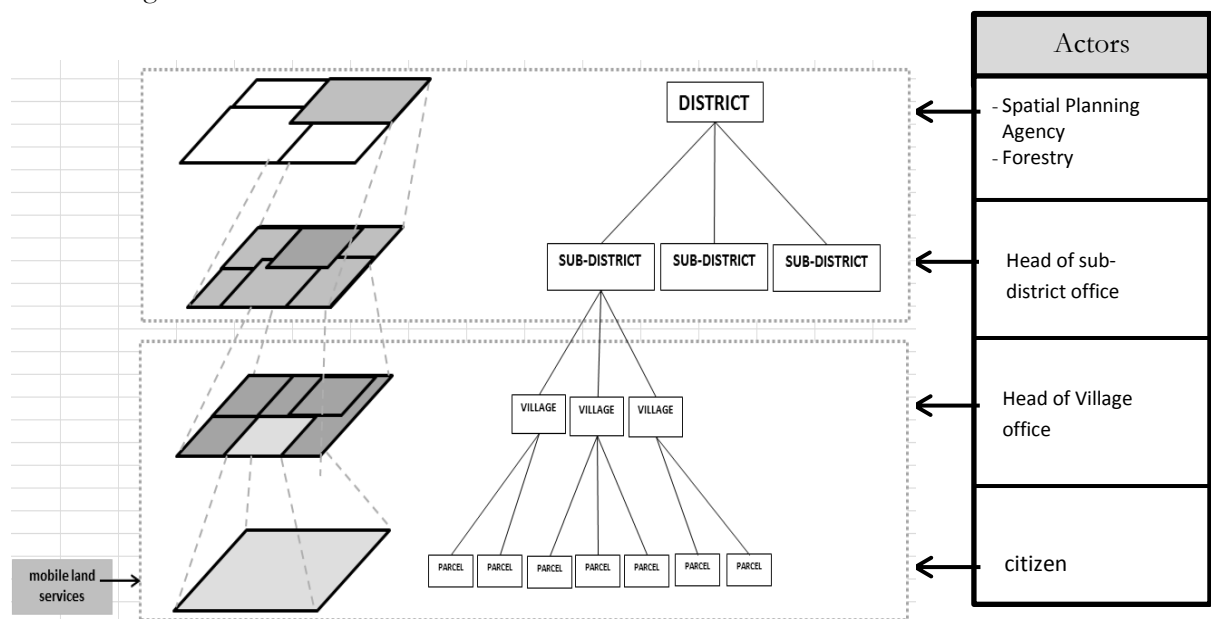 Actors
DISTRICT
- Spatial Planning
Agency
- Forestry
SUB-DISTRICT
SUB-DISTRICT
SUB-DISTRICT
Head of sub-
district office
VILLAGE
VILLAGE
VILLAGE
Head of Village
office
PARCEL
PARCEL
PARCEL
PARCEL
PARCEL
PARCEL
PARCEL
citizen
mobile land
services